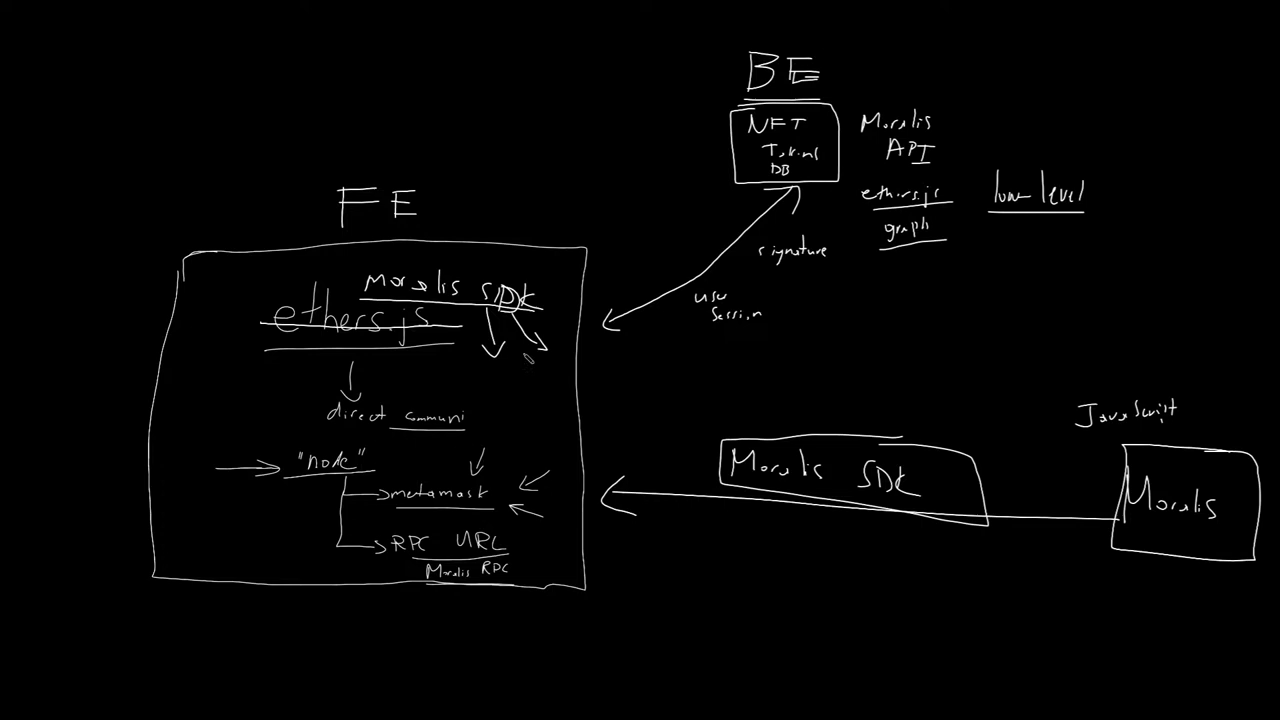 BE
NFT
DB
Moralis
API
ethers.js
graph
low level
signature
user
session
FE
Moralis SDK
ethers.js
direct communi
"node"
metamask
RPC URL
Moralis RPC
JavaScript
Moralis SDK
Moralis